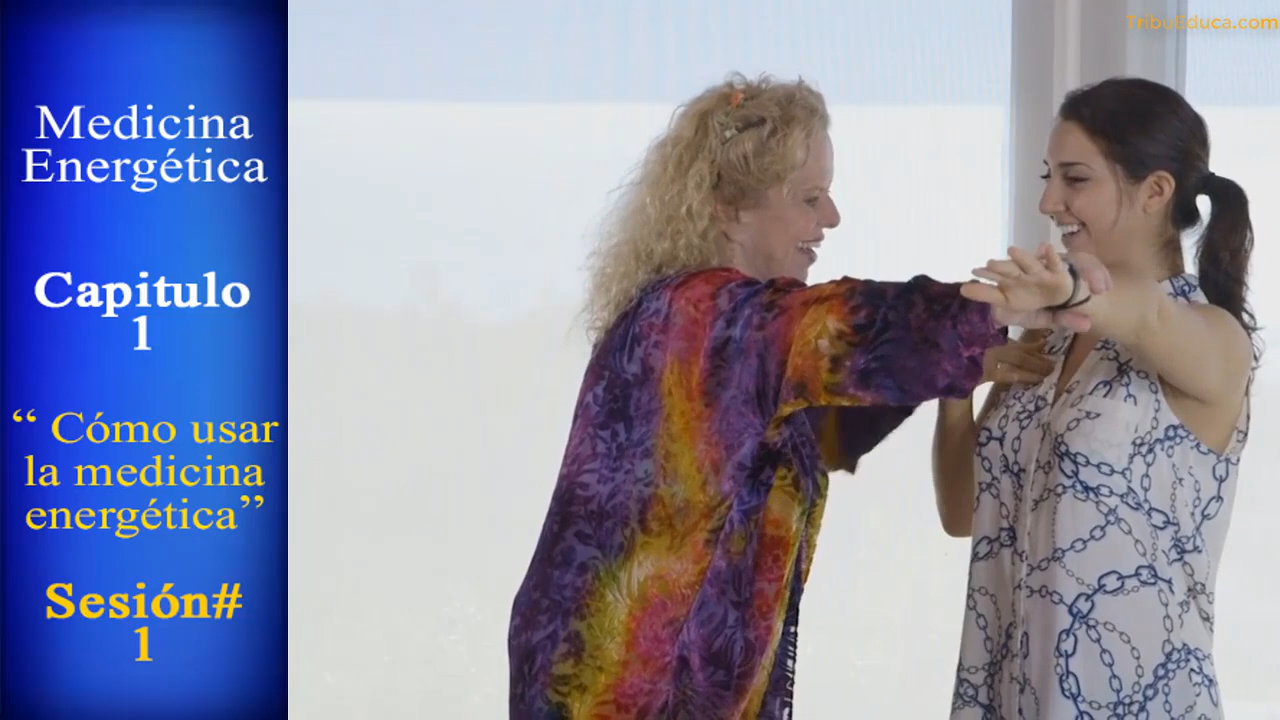 TribuEduca.com
Medicina
Energética
Capitulo
1
“ Cómo usar
la medicina
energética”
Sesión#
1